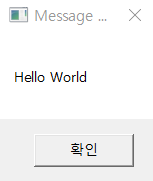 Message ...
Hello World
확인